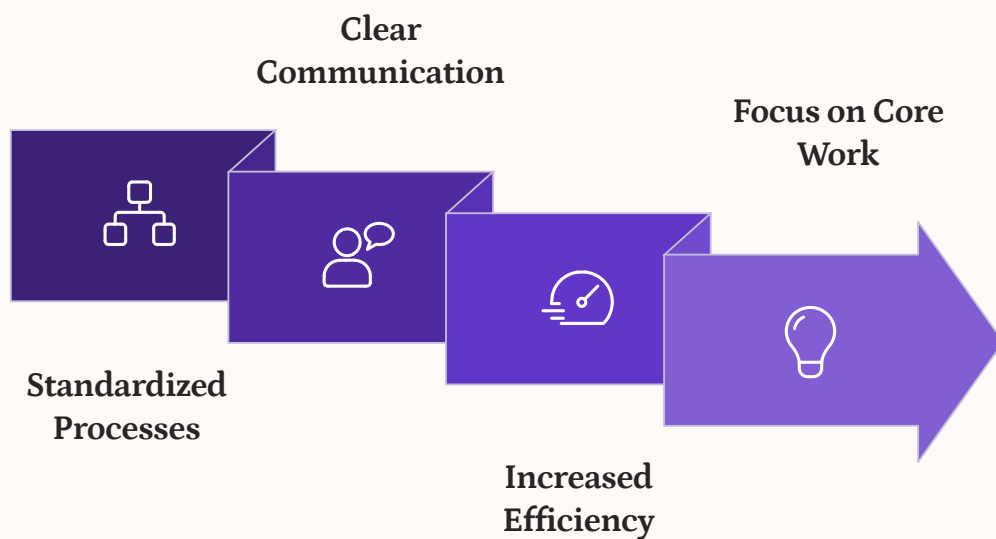 Clear
Communication
Focus on Core
Work
Standardized
Processes
Increased
Efficiency